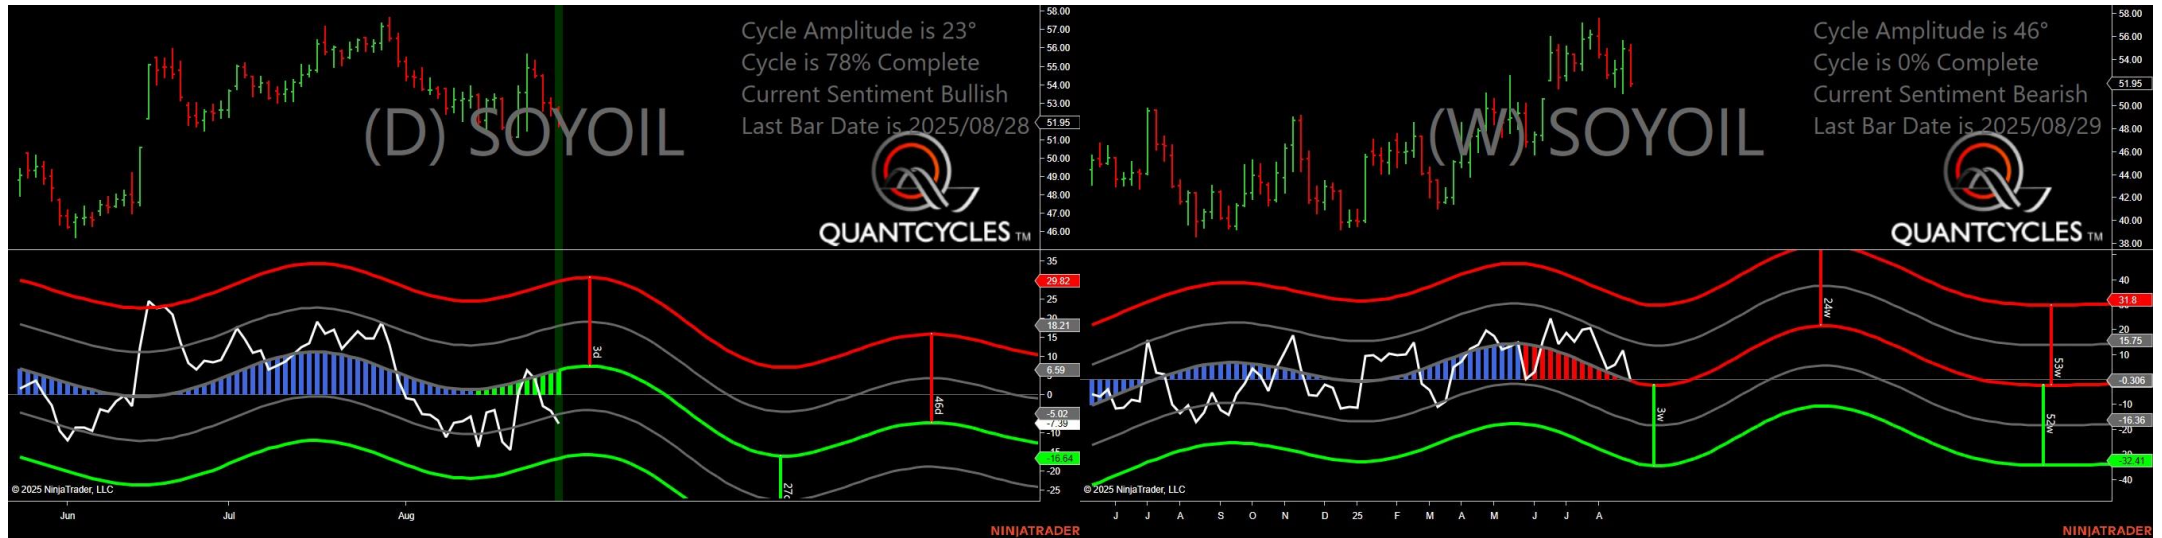 Cycle Amplitude is 23°
Cycle is 78% Complete
Current Sentiment Bullish
Last Bar Date is 2025/08/28
(D) SOYOIL
QUANTCYCLES TM
58.00
57.00
56.00
55.00
54.00
53.00
51.95
51.00
50.00
49.00
48.00
47.00
46.00
35
29.82
25
18.21
15
10
6.59
0
-5.02
-7.39
-10
-16.64
-20
-25
3d
46d
© 2025 NinjaTrader, LLC
Jun
Jul
Aug
NINJATRADER
Cycle Amplitude is 46°
Cycle is 0% Complete
Current Sentiment Bearish
Last Bar Date is 2025/08/29
(W) SOYOIL
QUANTCYCLES TM
58.00
56.00
54.00
51.95
50.00
48.00
46.00
44.00
42.00
40.00
38.00
40
31.8
20
15.75
10
-0.306
-10
-16.36
-20
-32.41
-40
24w
53w
3w
52w
© 2025 NinjaTrader, LLC
J J A S O N D 25 F M A M J J A
NINJATRADER